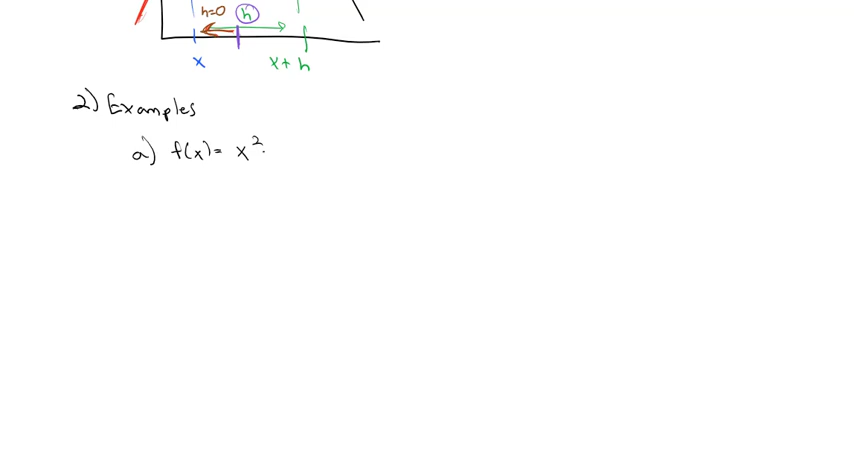 h=0 h
x x + h
2) Examples
a) f(x) = x²